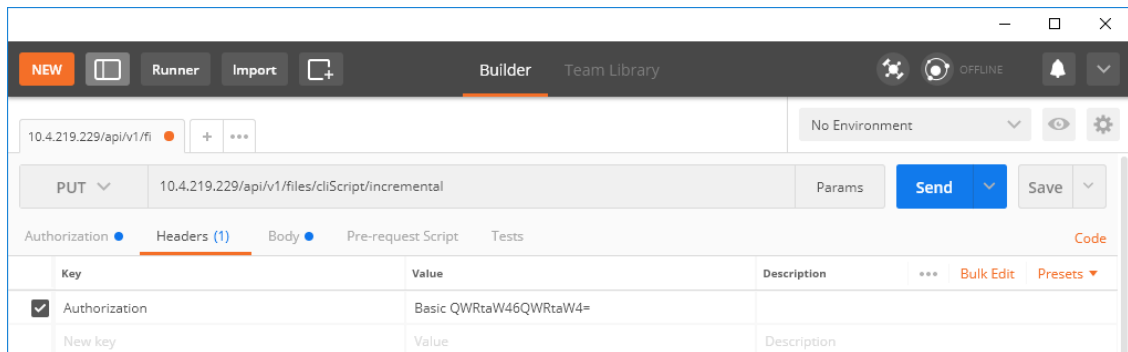 NEW Runner Import Builder Team Library OFFLINE
10.4.219.229/api/v1/fi + ••• No Environment
PUT 10.4.219.229/api/v1/files/cliScript/incremental Params Send Save
Authorization Headers (1) Body Pre-request Script Tests Code
Key Value Description ••• Bulk Edit Presets
Authorization Basic QWRtaW46QWRtaW4=
New key Value Description